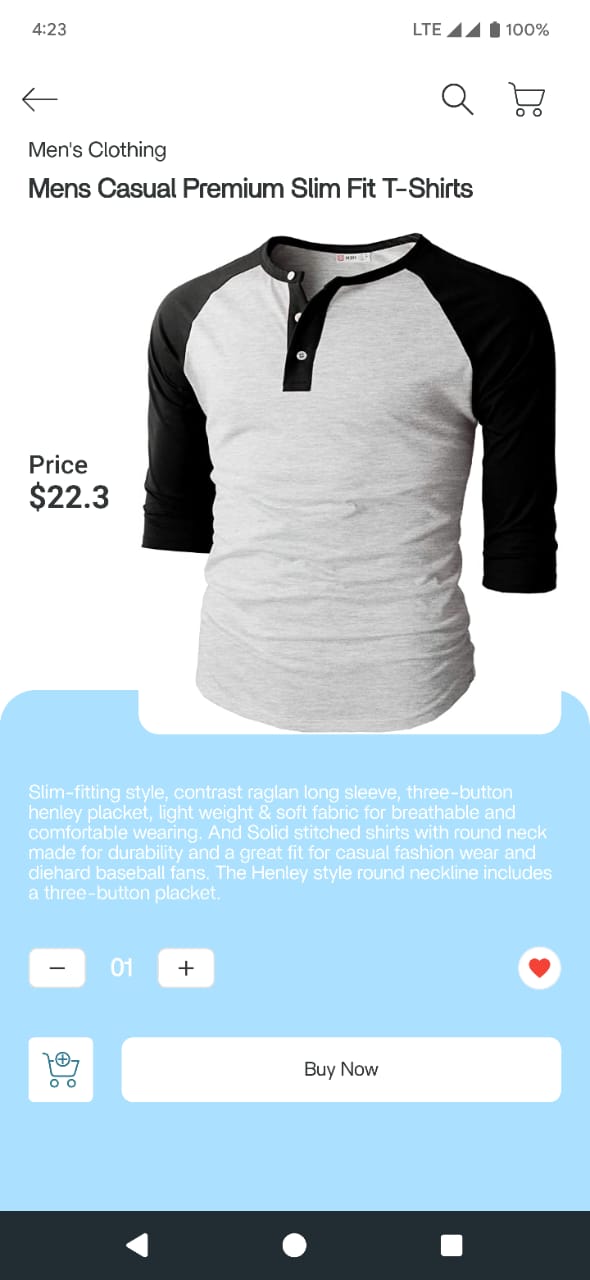 4:23
LTE 100%
Men's Clothing
Mens Casual Premium Slim Fit T-Shirts
Price
$22.3
Slim-fitting style, contrast raglan long sleeve, three-button
henley placket, light weight & soft fabric for breathable and
comfortable wearing. And Solid stitched shirts with round neck
made for durability and a great fit for casual fashion wear and
diehard baseball fans. The Henley style round neckline includes
a three-button placket.
01
Buy Now